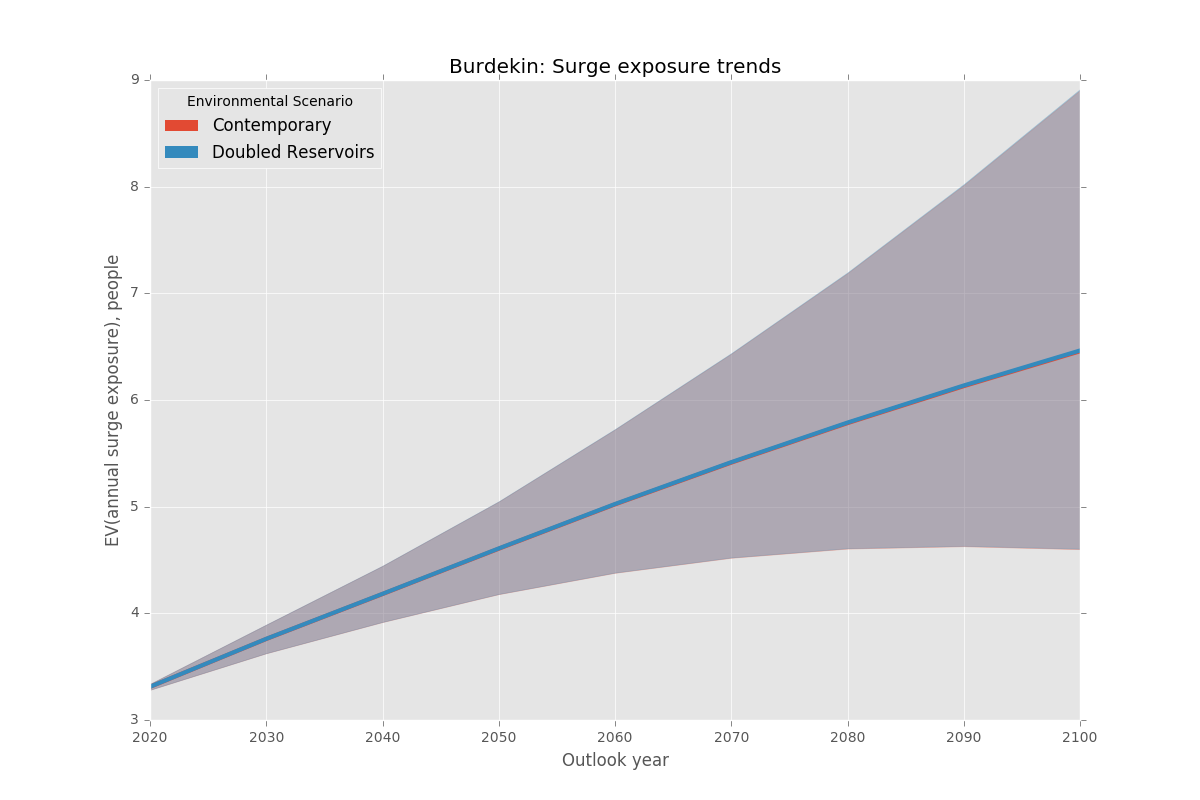 Burdekin: Surge exposure trends
Environmental Scenario
Contemporary
Doubled Reservoirs
EV(annual surge exposure), people
9
8
7
6
5
4
3
2020 2030 2040 2050 2060 2070 2080 2090 2100
Outlook year